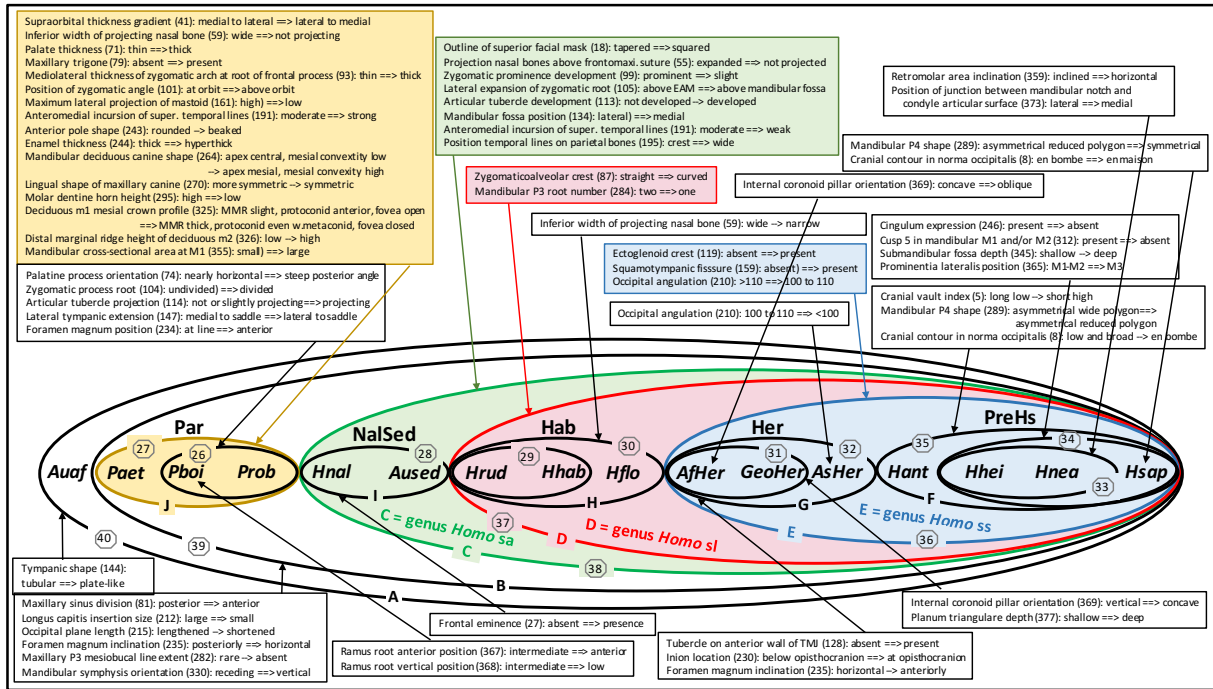 Supraorbital thickness gradient (41): medial to lateral ==> lateral to medial
Inferior width of projecting nasal bone (59): wide ==> not projecting
Palate thickness (71): thin ==> thick
Maxillary trigone (79): absent ==> present
Mediolateral thickness of zygomatic arch at root of frontal process (93): thin ==> thick
Position of zygomatic angle (101): at orbit ==> above orbit
Maximum lateral projection of mastoid (161): high) ==> low
Anteromedial incursion of super. temporal lines (191): moderate ==> strong
Anterior pole shape (243): rounded --> beaked
Enamel thickness (244): thick ==> hyperthick
Mandibular deciduous canine shape (264): apex central, mesial convextity low
--> apex mesial, mesial convexity high
Lingual shape of maxillary canine (270): more symmetric --> symmetric
Molar dentine horn height (295): high ==> low
Deciduous m1 mesial crown profile (325): MMR slight, protoconid anterior, fovea open
==> MMR thick, protoconid even w.metaconid, fovea closed
Distal marginal ridge height of deciduous m2 (326): low --> high
Mandibular cross-sectional area at M1 (355): small) ==> large
Palatine process orientation (74): nearly horizontal ==> steep posterior angle
Zygomatic process root (104): undivided) ==> divided
Articular tubercle projection (114): not or slightly projecting ==> projecting
Lateral tympanic extension (147): medial to saddle ==> lateral to saddle
Foramen magnum position (234): at line ==> anterior
Outline of superior facial mask (18): tapered ==> squared
Projection nasal bones above frontomaxi. suture (55): expanded ==> not projected
Zygomatic prominence development (99): prominent ==> slight
Lateral expansion of zygomatic root (105): above EAM ==> above mandibular fossa
Articular tubercle development (113): not developed --> developed
Mandibular fossa position (134): lateral) ==> medial
Anteromedial incursion of super. temporal lines (191): moderate ==> weak
Position temporal lines on parietal bones (195): crest ==> wide
Zygomaticoalveolar crest (87): straight ==> curved
Mandibular P3 root number (284): two ==> one
Inferior width of projecting nasal bone (59): wide --> narrow
Internal coronoid pillar orientation (369): concave ==> oblique
Ectoglenoid crest (119): absent ==> present
Squamotympanic fisssure (159): absent) ==> present
Occipital angulation (210): >110 ==> 100 to 110
Occipital angulation (210): 100 to 110 ==> <100
Retromolar area inclination (359): inclined ==> horizontal
Position of junction between mandibular notch and
condyle articular surface (373): lateral ==> medial
Mandibular P4 shape (289): asymmetrical reduced polygon ==> symmetrical
Cranial contour in norma occipitalis (8): en bombe ==> en maison
Cingulum expression (246): present ==> absent
Cusp 5 in mandibular M1 and/or M2 (312): present ==> absent
Submandibular fossa depth (345): shallow --> deep
Prominentia lateralis position (365): M1-M2 ==> M3
Cranial vault index (5): long low --> short high
Mandibular P4 shape (289): asymmetrical wide polygon ==>
asymmetrical reduced polygon
Cranial contour in norma occipitalis (8): low and broad --> en bombe
Par
NalSed
Hab
Her
PreHs
27
26
28
29
30
31
32
35
34
33
Auaf
Paet
Pboi
Prob
Hnal
Aused
Hrud
Hhab
Hflo
AfHer
GeoHer
AsHer
Hant
Hhei
Hnea
Hsap
J
I
H
G
F
C = genus Homo sa
D = genus Homo sl
E = genus Homo ss
37
D
E
36
C
38
40
39
B
A
Tympanic shape (144):
tubular ==> plate-like
Maxillary sinus division (81): posterior ==> anterior
Longus capitis insertion size (212): large ==> small
Occipital plane length (215): lengthened --> shortened
Foramen magnum inclination (235): posteriorly ==> horizontal
Maxillary P3 mesiobucal line extent (282): rare --> absent
Mandibular symphysis orientation (330): receding ==> vertical
Frontal eminence (27): absent ==> presence
Ramus root anterior position (367): intermediate ==> anterior
Ramus root vertical position (368): intermediate ==> low
Tubercle on anterior wall of TMJ (128): absent ==> present
Inion location (230): below opisthocranion ==> at opisthocranion
Foramen magnum inclination (235): horizontal --> anteriorly
Internal coronoid pillar orientation (369): vertical ==> concave
Planum triangulare depth (377): shallow ==> deep